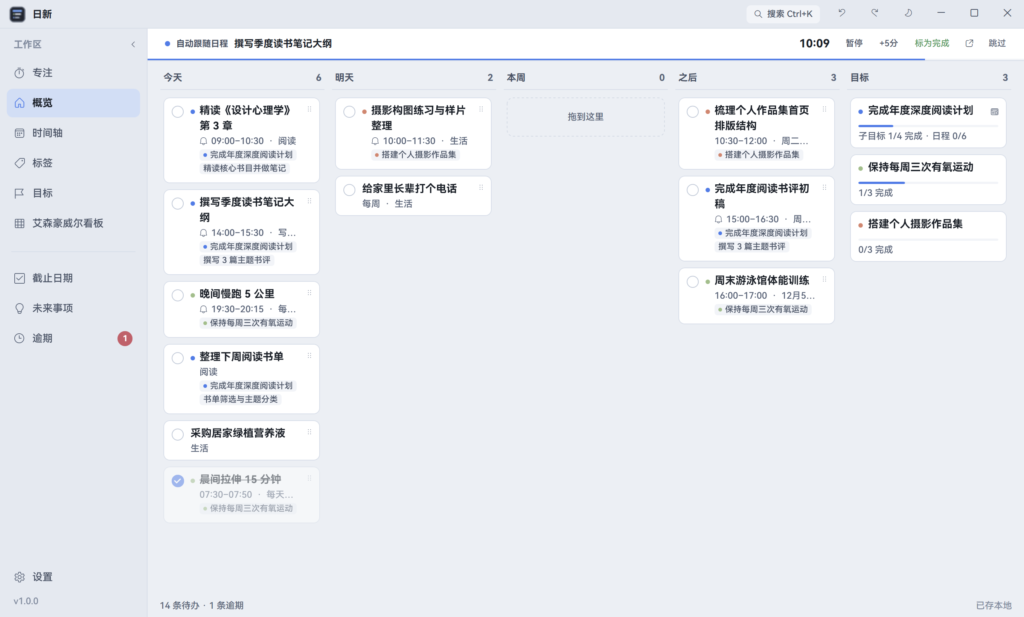 日新
搜索 Ctrl+K
工作区
专注
概览
时间轴
标签
目标
艾森豪威尔看板
截止日期
未来事项
逾期
1
设置
v1.0.0
自动跟随日程 撰写季度读书笔记大纲
10:09 暂停 +5分 标为完成 跳过
今天 6
精读《设计心理学》
第 3 章
09:00–10:30 · 阅读
完成年度深度阅读计划
精读核心书目并做笔记
撰写季度读书笔记大
纲
14:00–15:30 · 写…
完成年度深度阅读计划
撰写 3 篇主题书评
晚间慢跑 5 公里
19:30–20:15 · 每…
保持每周三次有氧运动
整理下周阅读书单
阅读
完成年度深度阅读计划
书单筛选与主题分类
采购居家绿植营养液
生活
晨间拉伸 15 分钟
07:30–07:50 · 每天…
保持每周三次有氧运动
明天 2
摄影构图练习与样片
整理
10:00–11:30 · 生活
搭建个人摄影作品集
给家里长辈打个电话
每周 · 生活
本周 0
拖到这里
之后 3
梳理个人作品集首页
排版结构
10:30–12:00 · 周二…
搭建个人摄影作品集
完成年度阅读书评初
稿
15:00–16:30 · 周…
完成年度深度阅读计划
撰写 3 篇主题书评
周末游泳馆体能训练
16:00–17:00 · 12月5…
保持每周三次有氧运动
目标 3
完成年度深度阅读计划
子目标 1/4 完成 · 日程 0/6
保持每周三次有氧运动
1/3 完成
搭建个人摄影作品集
0/3 完成
14 条待办 · 1 条逾期
已存本地